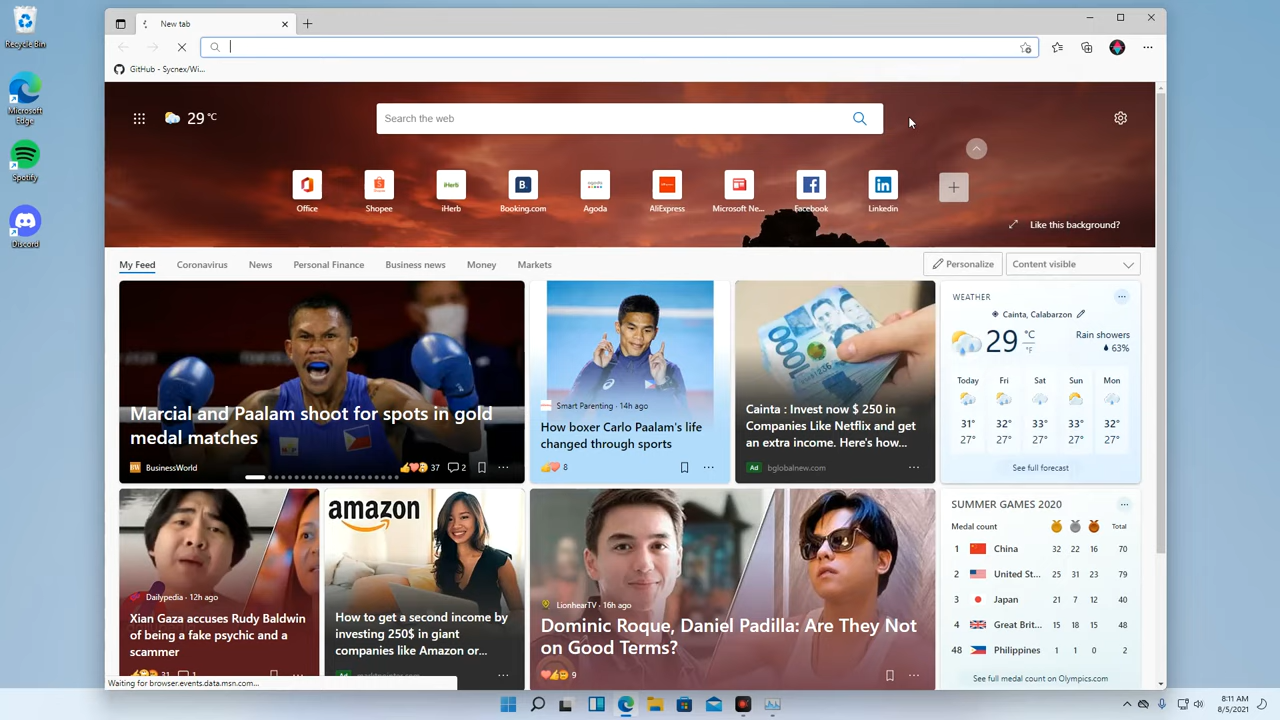 Recycle Bin
Microsoft
Edge
Spotify
Discord
New tab
GitHub - Sycnex/Wi...
29 °C
Search the web
Office
Shopee
iHerb
Booking.com
Agoda
AliExpress
Microsoft Ne...
Facebook
Linkedin
Like this background?
My Feed
Coronavirus
News
Personal Finance
Business news
Money
Markets
Personalize
Content visible
Marcial and Paalam shoot for spots in gold
medal matches
BusinessWorld
37
2
Smart Parenting · 14h ago
How boxer Carlo Paalam's life
changed through sports
8
Cainta : Invest now $ 250 in
Companies Like Netflix and get
an extra income. Here's how...
Ad bglobalnew.com
WEATHER
Cainta, Calabarzon
29 °C
°F
Rain showers
63%
Today Fri Sat Sun Mon
31° 32° 33° 33° 32°
27° 27° 27° 27° 27°
See full forecast
Dailypedia · 12h ago
Xian Gaza accuses Rudy Baldwin
of being a fake psychic and a
scammer
31
1
amazon
How to get a second income by
investing 250$ in giant
companies like Amazon or...
Ad
LionhearTV · 16h ago
Dominic Roque, Daniel Padilla: Are They Not
on Good Terms?
9
SUMMER GAMES 2020
Medal count Total
1 China 32 22 16 70
2 United St... 25 31 23 79
3 Japan 21 7 12 40
4 Great Brit... 15 18 15 48
48 Philippines 1 1 0 2
See full medal count on Olympics.com
Waiting for browser.events.data.msn.com...
8:11 AM
8/5/2021